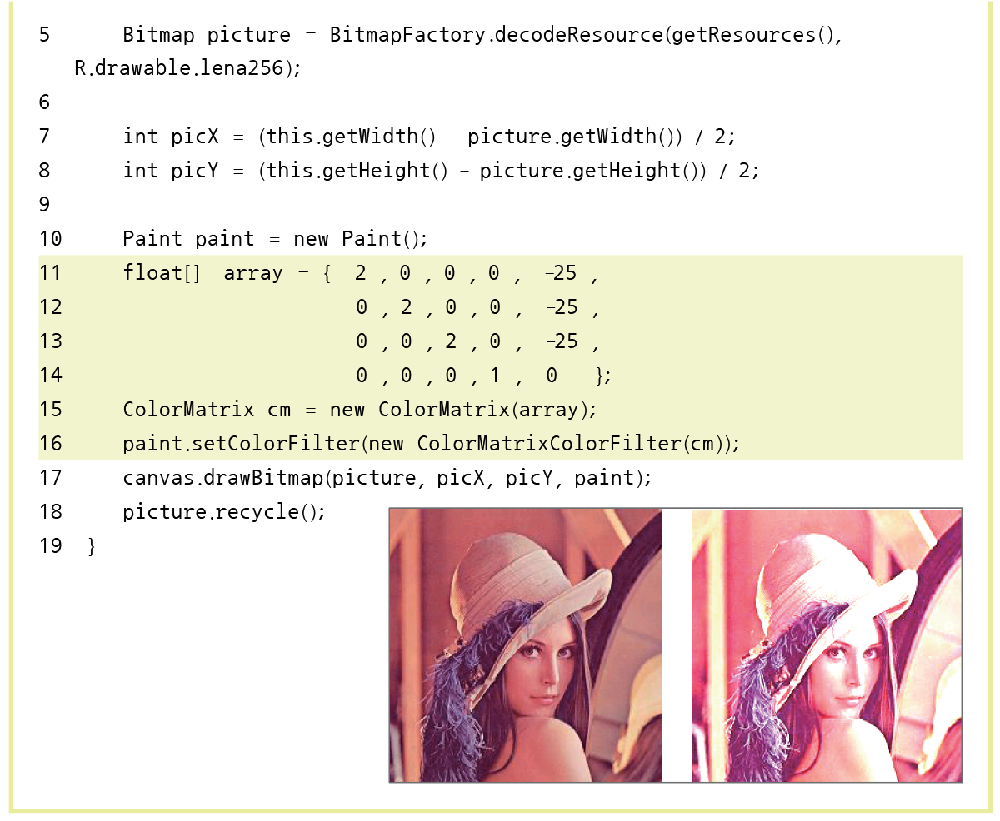 5 Bitmap picture = BitmapFactory.decodeResource(getResources(),
R.drawable.lena256);
6
7 int picX = (this.getWidth() - picture.getWidth()) / 2;
8 int picY = (this.getHeight() - picture.getHeight()) / 2;
9
10 Paint paint = new Paint();
11 float[] array = { 2 , 0 , 0 , 0 , -25 ,
12 0 , 2 , 0 , 0 , -25 ,
13 0 , 0 , 2 , 0 , -25 ,
14 0 , 0 , 0 , 1 , 0 };
15 ColorMatrix cm = new ColorMatrix(array);
16 paint.setColorFilter(new ColorMatrixColorFilter(cm));
17 canvas.drawBitmap(picture, picX, picY, paint);
18 picture.recycle();
19 }